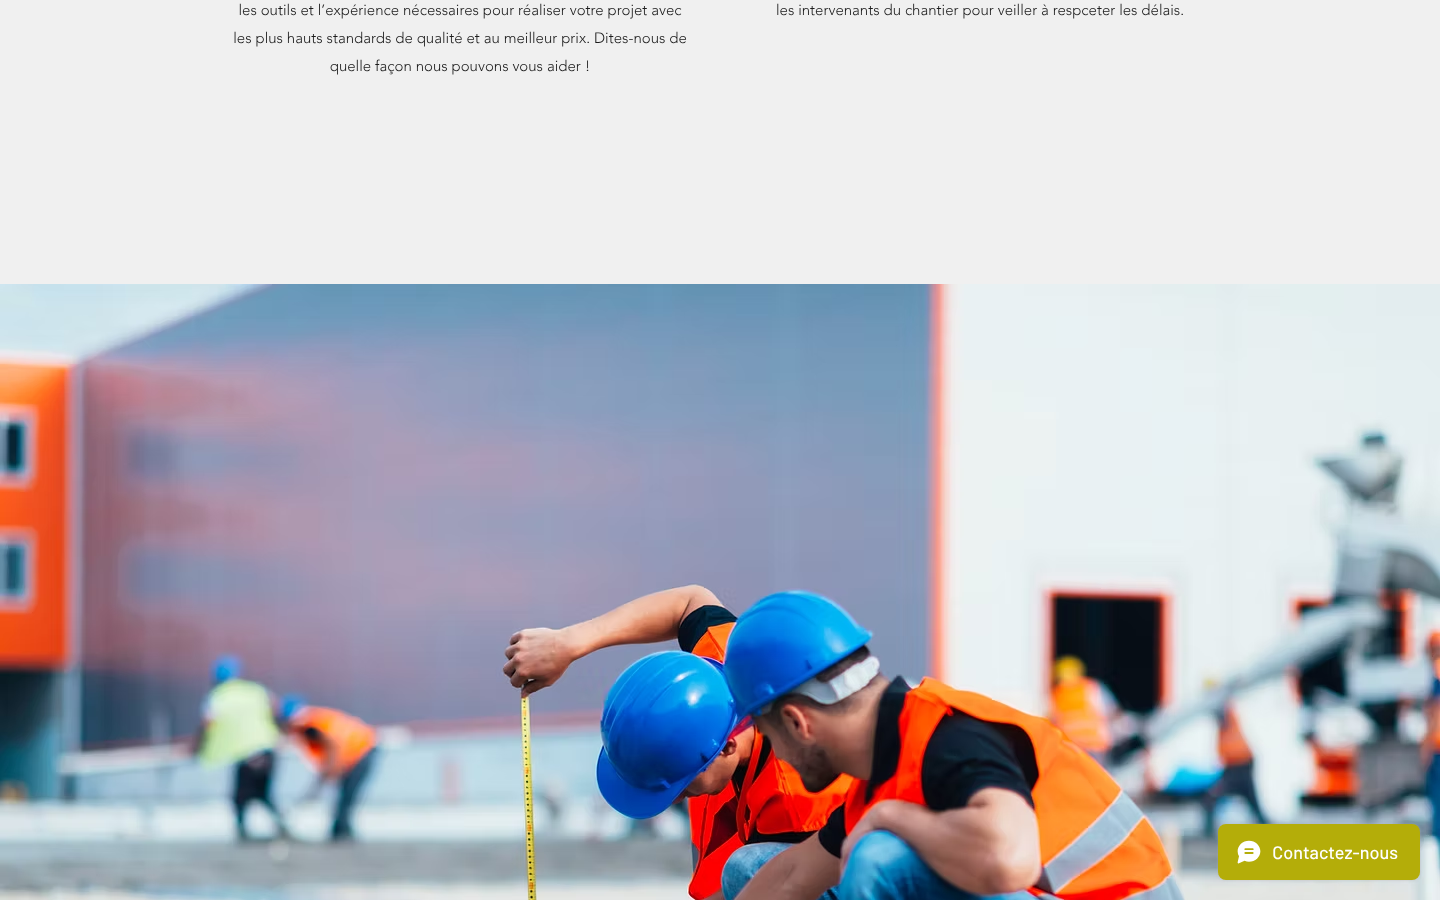 les outils et l’expérience nécessaires pour réaliser votre projet avec
les plus hauts standards de qualité et au meilleur prix. Dites-nous de
quelle façon nous pouvons vous aider !
les intervenants du chantier pour veiller à respceter les délais.
Contactez-nous